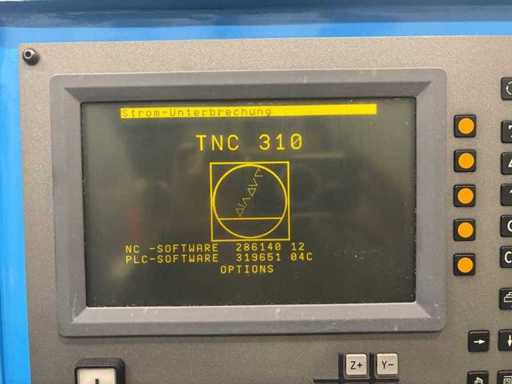 Strom-Unterbrechung
TNC 310
NC -SOFTWARE 286140 12
PLC-SOFTWARE 319651 04C
OPTIONS
Z+ Y-